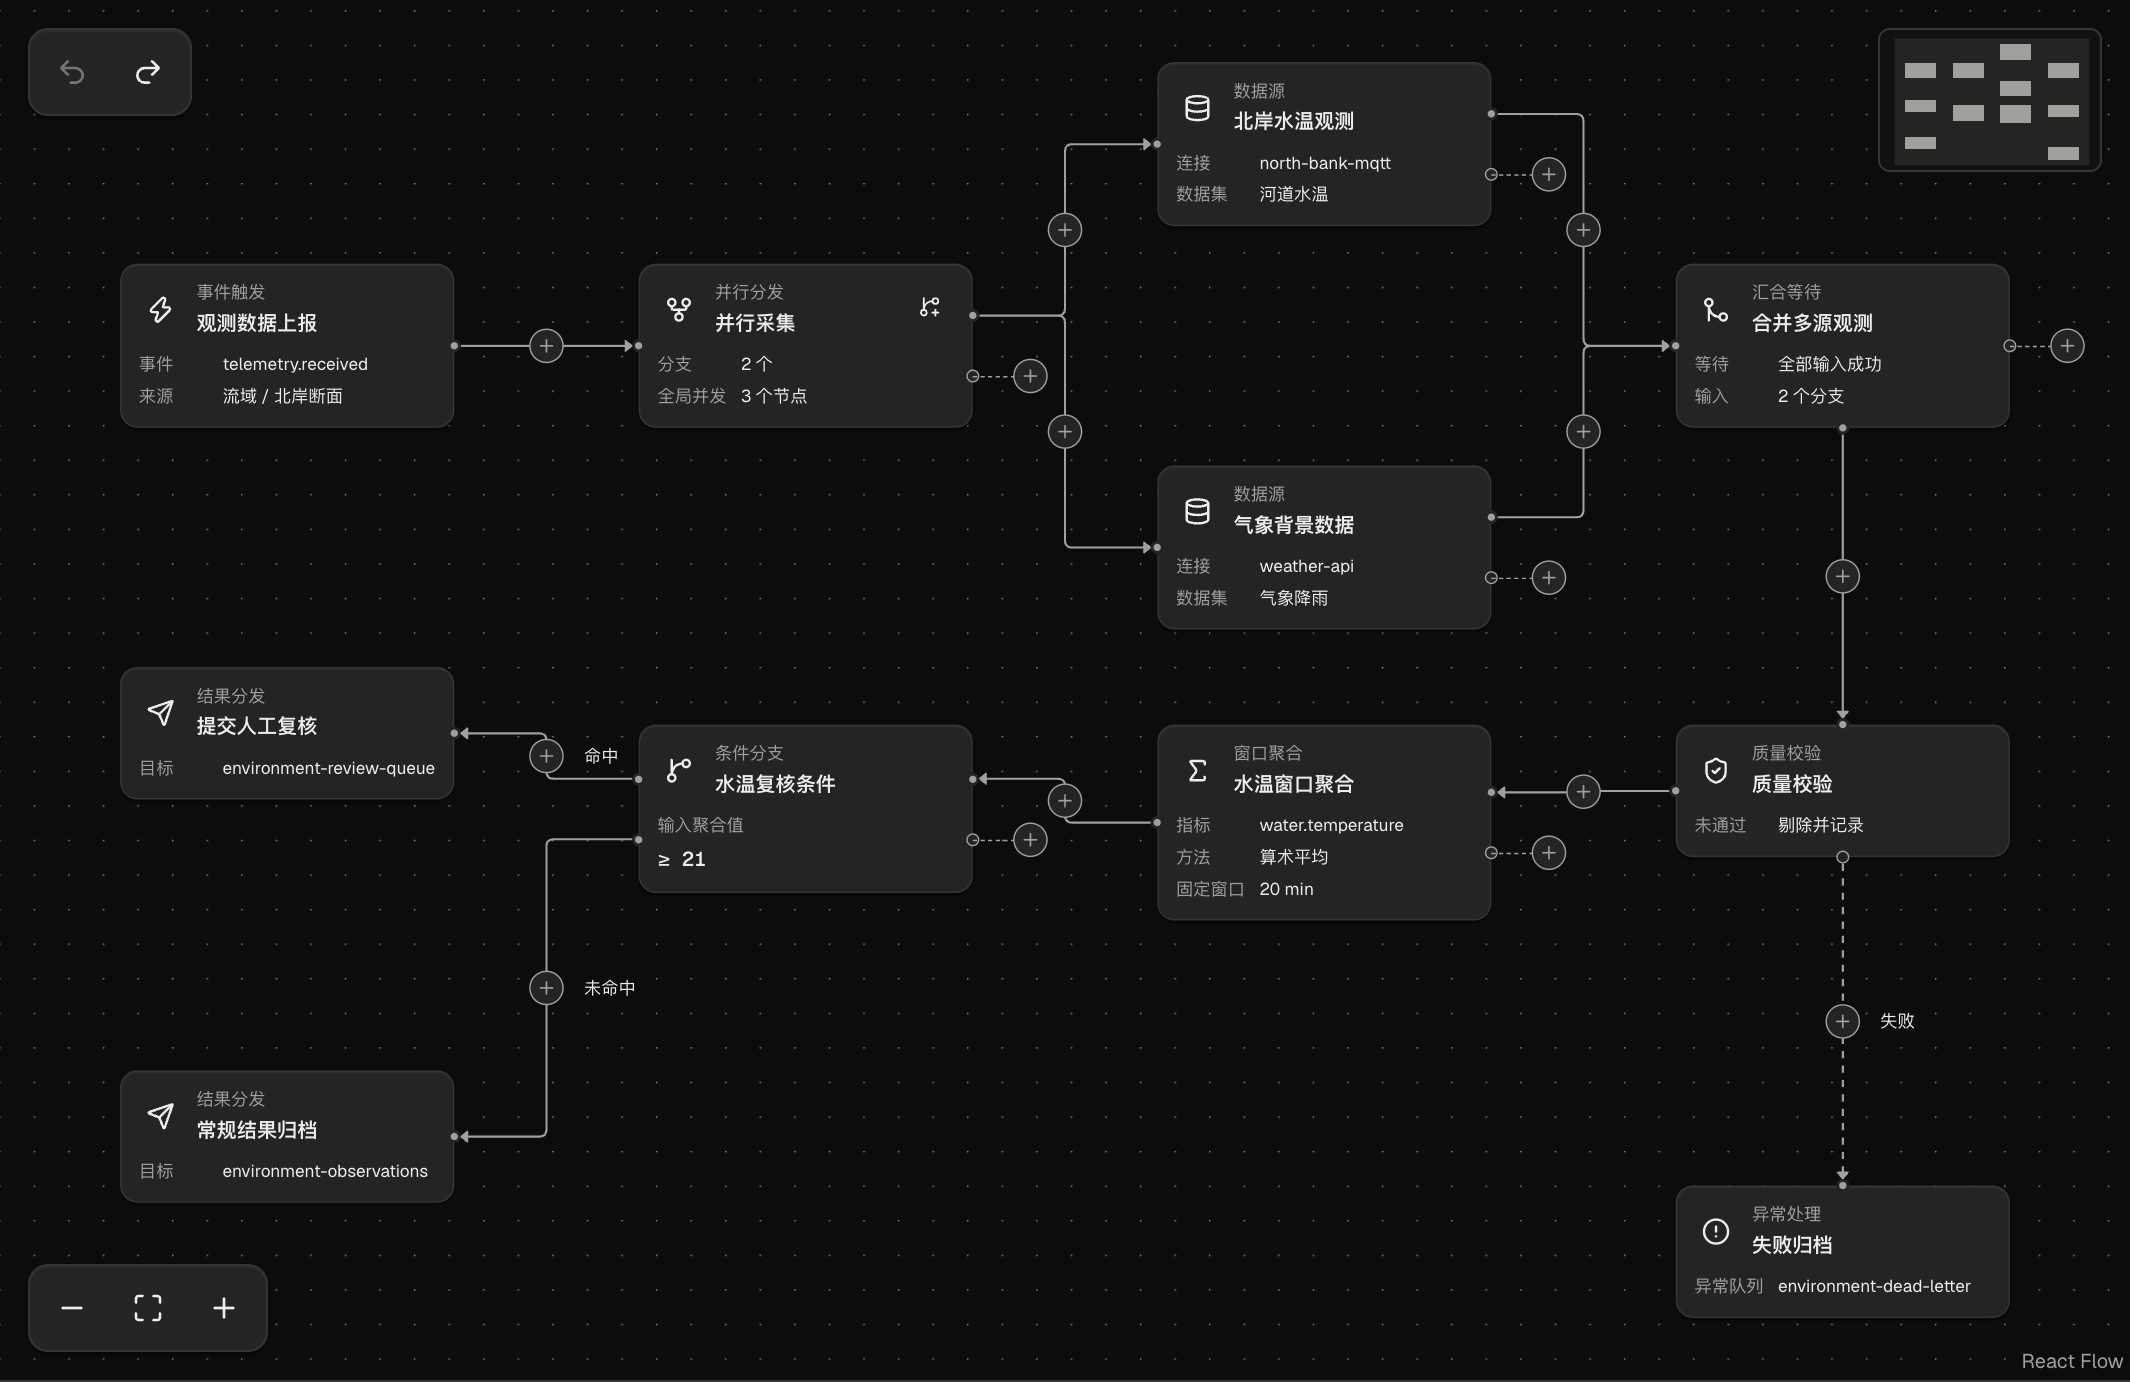 数据源
北岸水温观测
连接 north-bank-mqtt
数据集 河道水温
事件触发
观测数据上报
事件 telemetry.received
来源 流域 / 北岸断面
并行分发
并行采集
分支 2 个
全局并发 3 个节点
汇合等待
合并多源观测
等待 全部输入成功
输入 2 个分支
数据源
气象背景数据
连接 weather-api
数据集 气象降雨
结果分发
提交人工复核
目标 environment-review-queue
命中
条件分支
水温复核条件
输入聚合值
≥ 21
窗口聚合
水温窗口聚合
指标 water.temperature
方法 算术平均
固定窗口 20 min
质量校验
质量校验
未通过 剔除并记录
未命中
失败
结果分发
常规结果归档
目标 environment-observations
异常处理
失败归档
异常队列 environment-dead-letter
React Flow